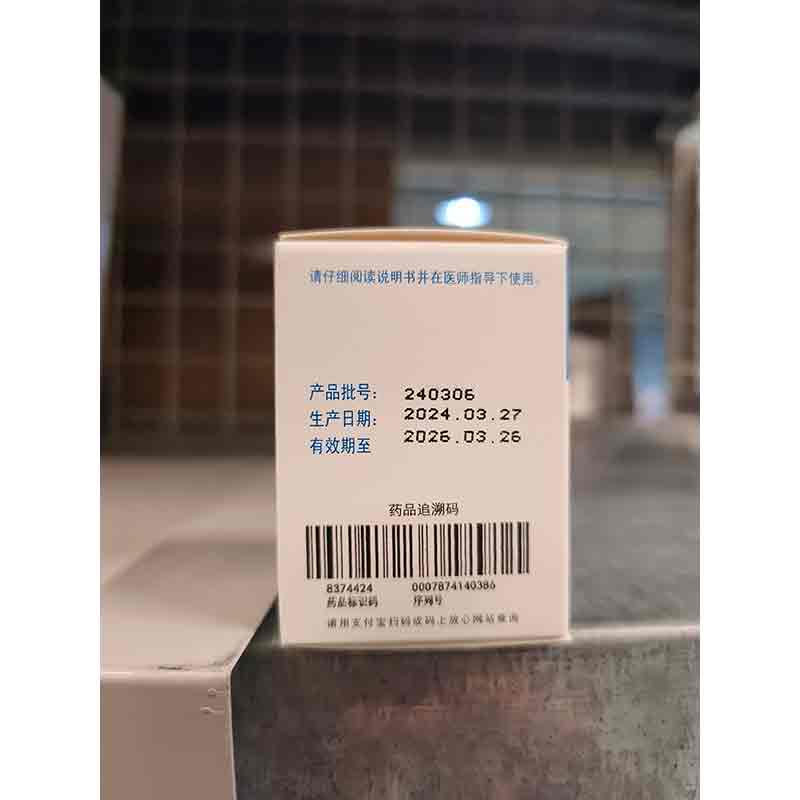 请仔细阅读说明书并在医师指导下使用。
产品批号： 240306
生产日期： 2024.03.27
有效期至 2026.03.26
药品追溯码
8374424 0007874140386
药品标识码 序列号
请用支付宝扫码或码上放心网站查询